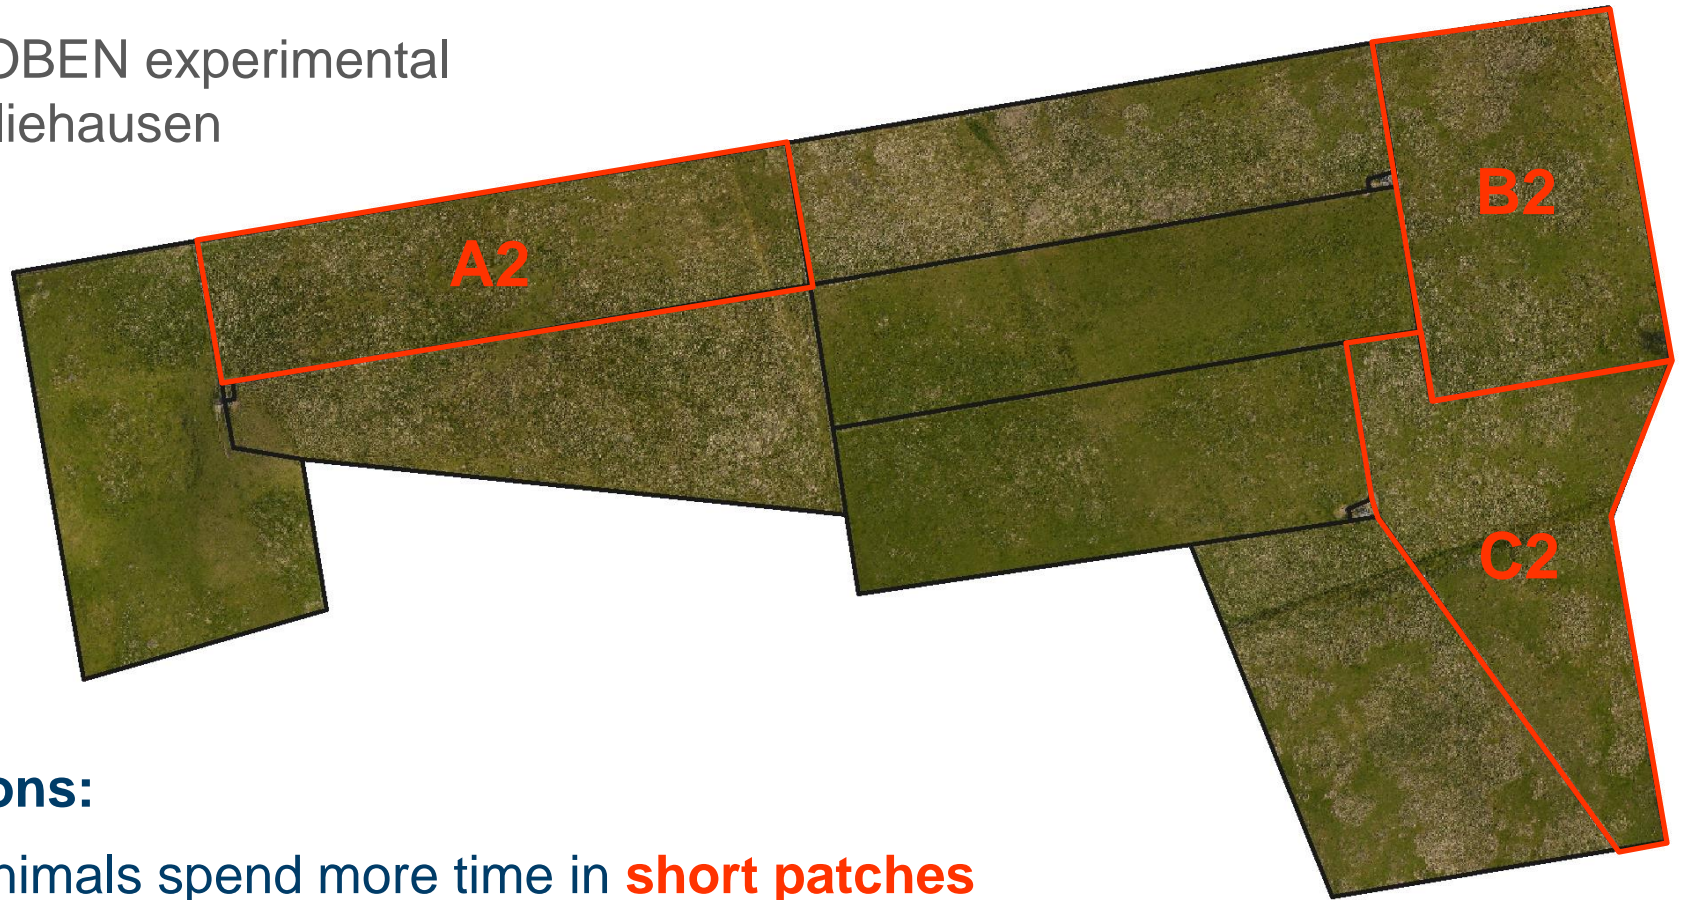 OBEN experimental
liehausen
B2
A2
C2
ons:
nimals spend more time in short patches